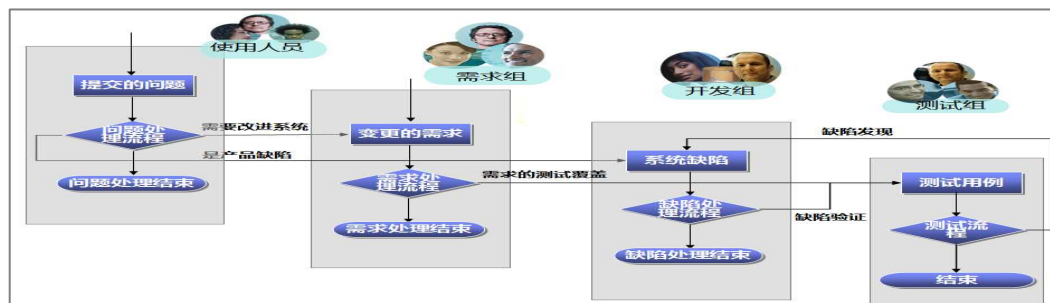 使用人员
需求组
开发组
测试组
提交的问题
问题处
理流程
问题处理结束
需要改进系统
是产品缺陷
变更的需求
需求处
理流程
需求处理结束
需求的测试覆盖
系统缺陷
缺陷处
理流程
缺陷处理结束
缺陷发现
缺陷验证
测试用例
测试流
程
结束